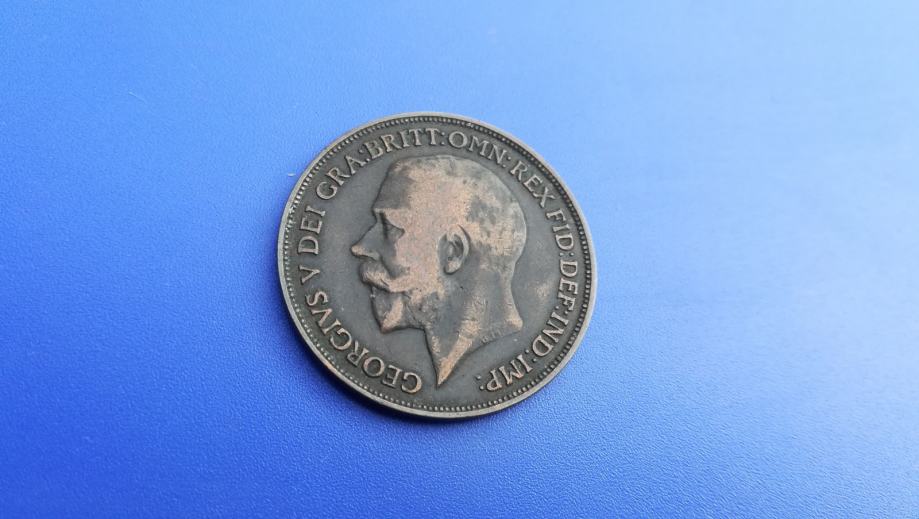 GEORGIVS V DEI GRA:BRITT:OMN:REX FID:DEF:IND:IMP: